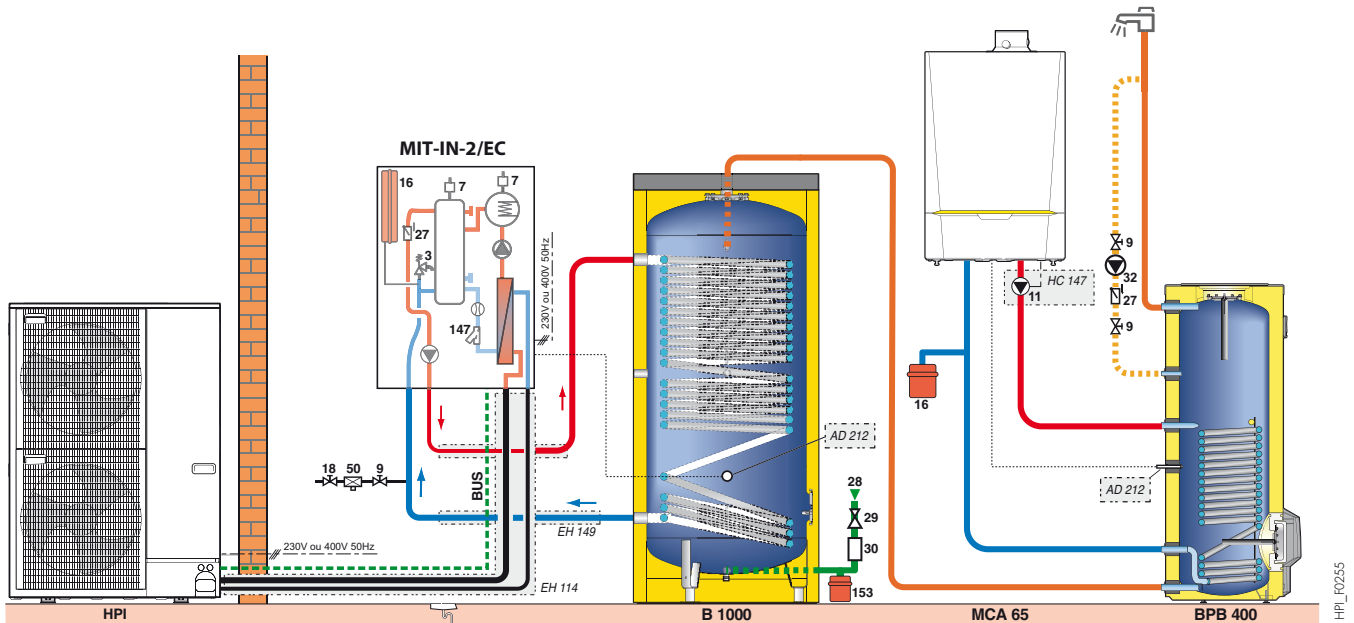 MIT-IN-2/EC
16
7
7
27
3
147
230V ou 400V 50Hz
9
32
27
9
HC 147
11
16
AD 212
AD 212
28
29
30
153
18
50
9
BUS
EH 149
EH 114
230V ou 400V 50Hz
HPI
B 1000
MCA 65
BPB 400
HPI_F0255